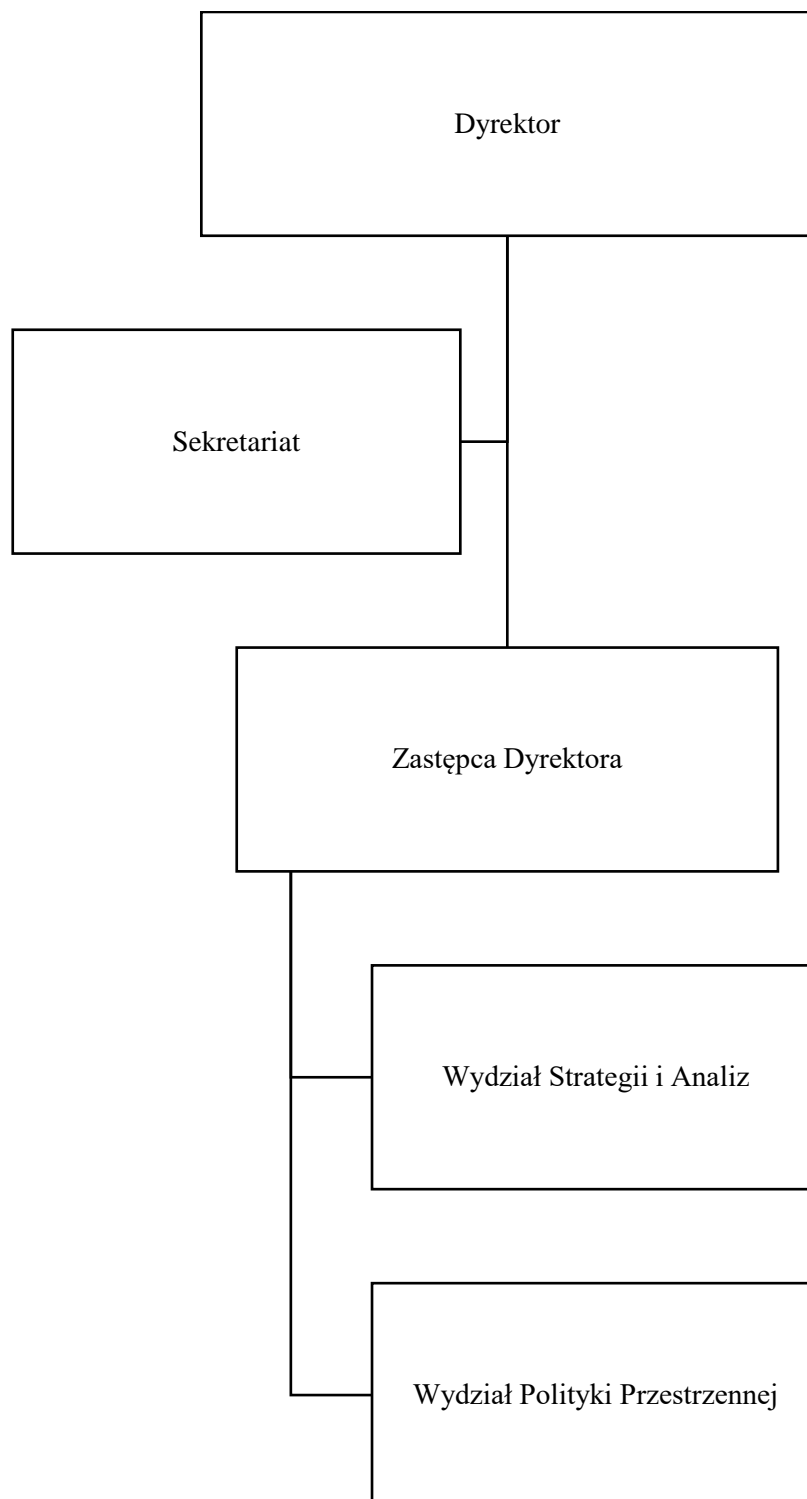 Dyrektor
Sekretariat
Zastępca Dyrektora
Wydział Strategii i Analiz
Wydział Polityki Przestrzennej